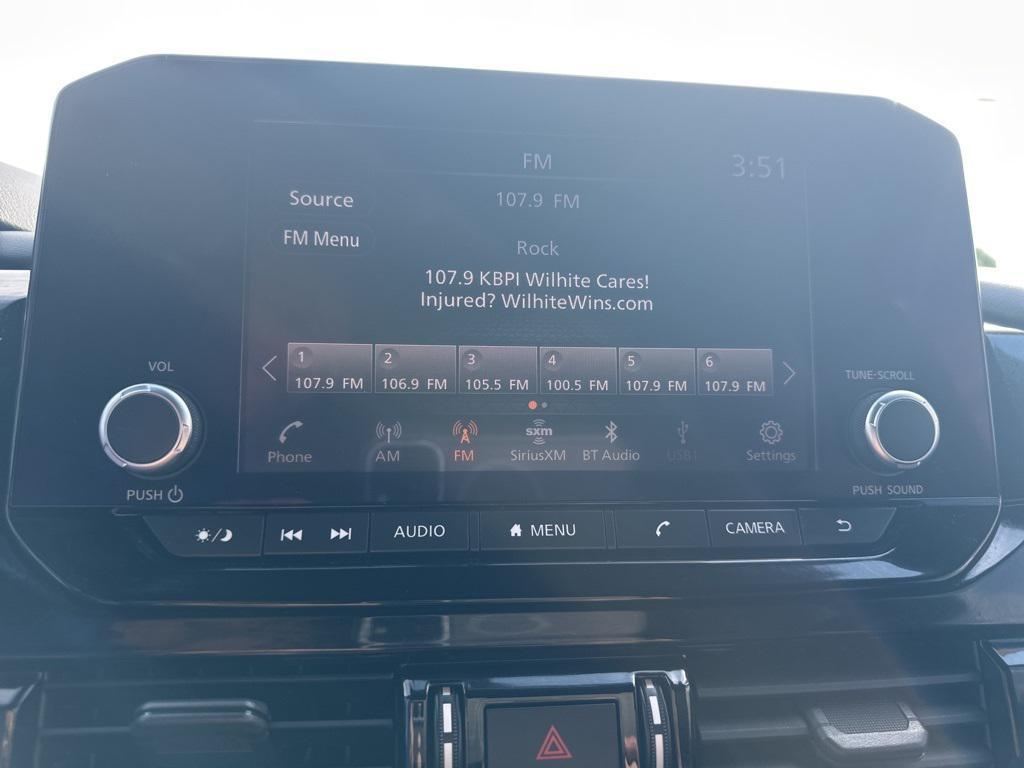 FM
3:51
Source
107.9 FM
FM Menu
Rock
107.9 KBPI Wilhite Cares!
Injured? WilhiteWins.com
1 2 3 4 5 6
107.9 FM 106.9 FM 105.5 FM 100.5 FM 107.9 FM 107.9 FM
VOL
TUNE·SCROLL
sxm
Phone AM FM SiriusXM BT Audio USB1 Settings
PUSH
PUSH SOUND
AUDIO MENU CAMERA